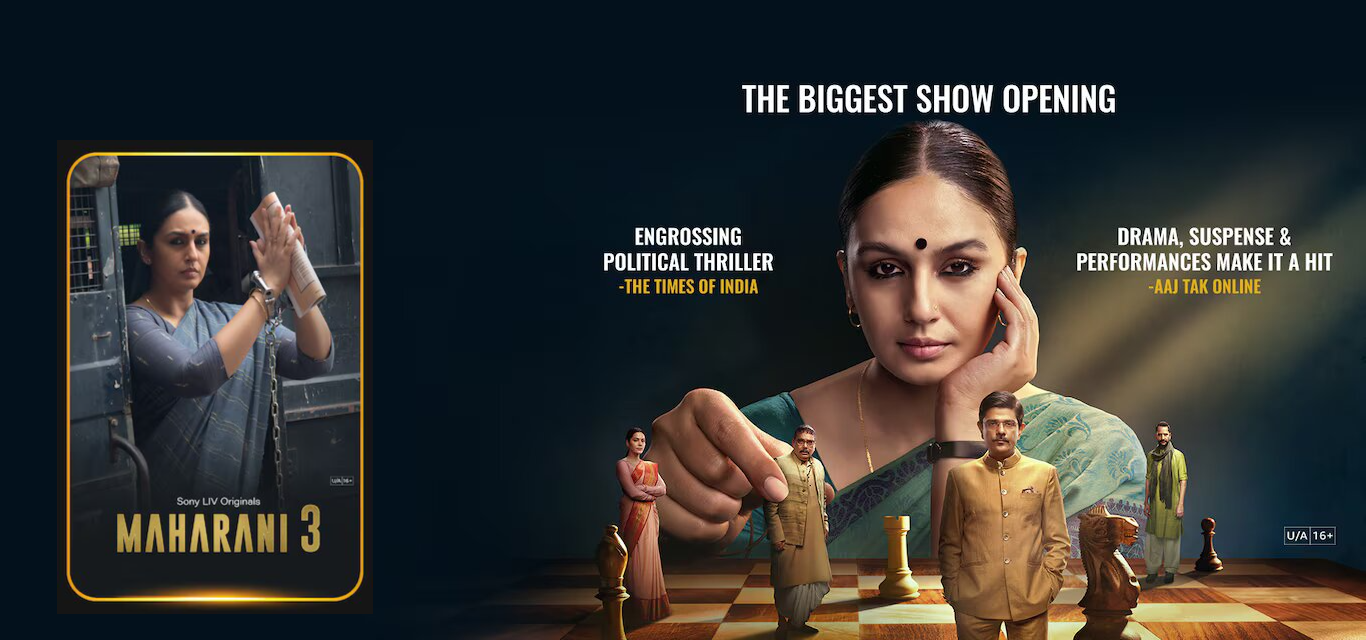 THE BIGGEST SHOW OPENING
ENGROSSING
POLITICAL THRILLER
-THE TIMES OF INDIA
DRAMA, SUSPENSE &
PERFORMANCES MAKE IT A HIT
-AAJ TAK ONLINE
U/A 16+
Sony LIV Originals
MAHARANI 3
U/A 16+